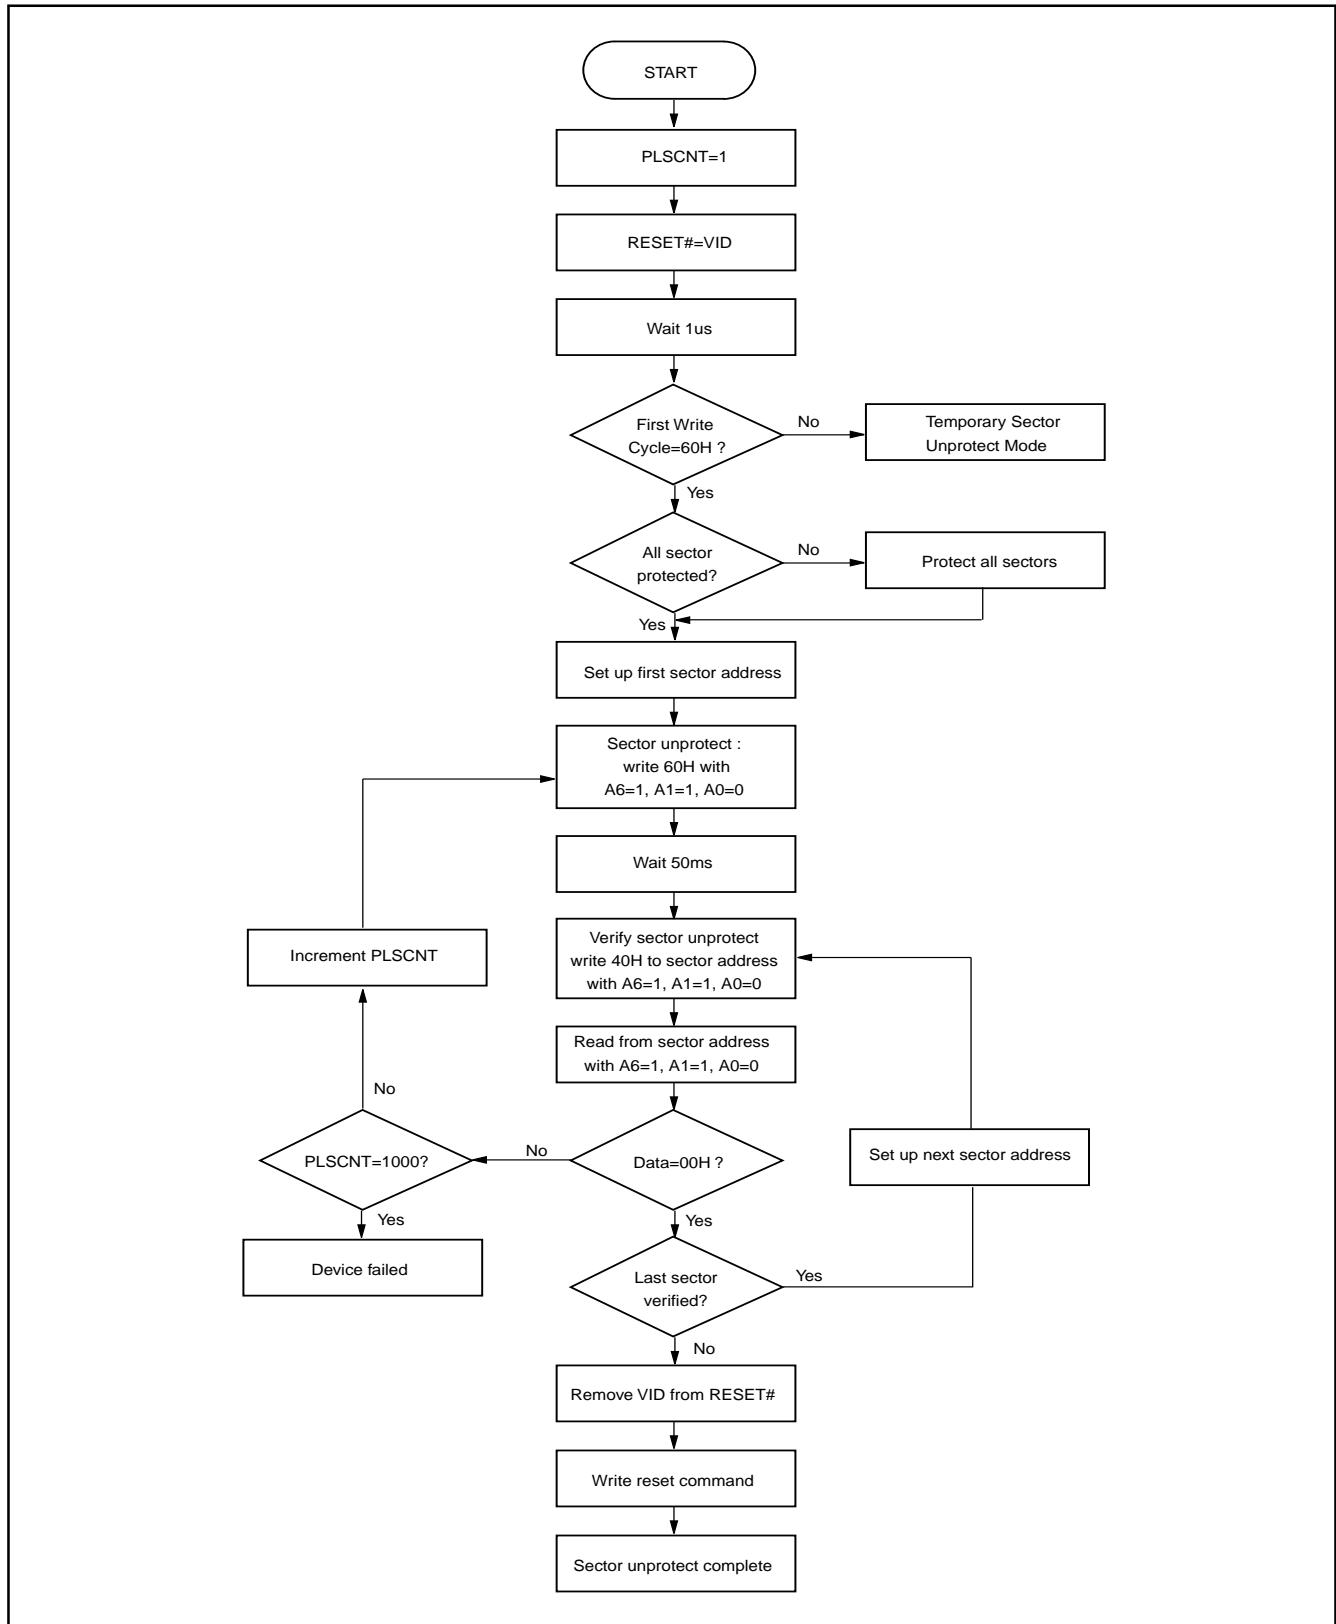 START
PLSCNT=1
RESET#=VID
Wait 1us
First Write
Cycle=60H ?
No
Temporary Sector
Unprotect Mode
Yes
All sector
protected?
No
Protect all sectors
Yes
Set up first sector address
Sector unprotect :
write 60H with
A6=1, A1=1, A0=0
Wait 50ms
Increment PLSCNT
Verify sector unprotect
write 40H to sector address
with A6=1, A1=1, A0=0
Read from sector address
with A6=1, A1=1, A0=0
No
PLSCNT=1000?
No
Data=00H ?
Set up next sector address
Yes
Yes
Device failed
Last sector
verified?
Yes
No
Remove VID from RESET#
Write reset command
Sector unprotect complete